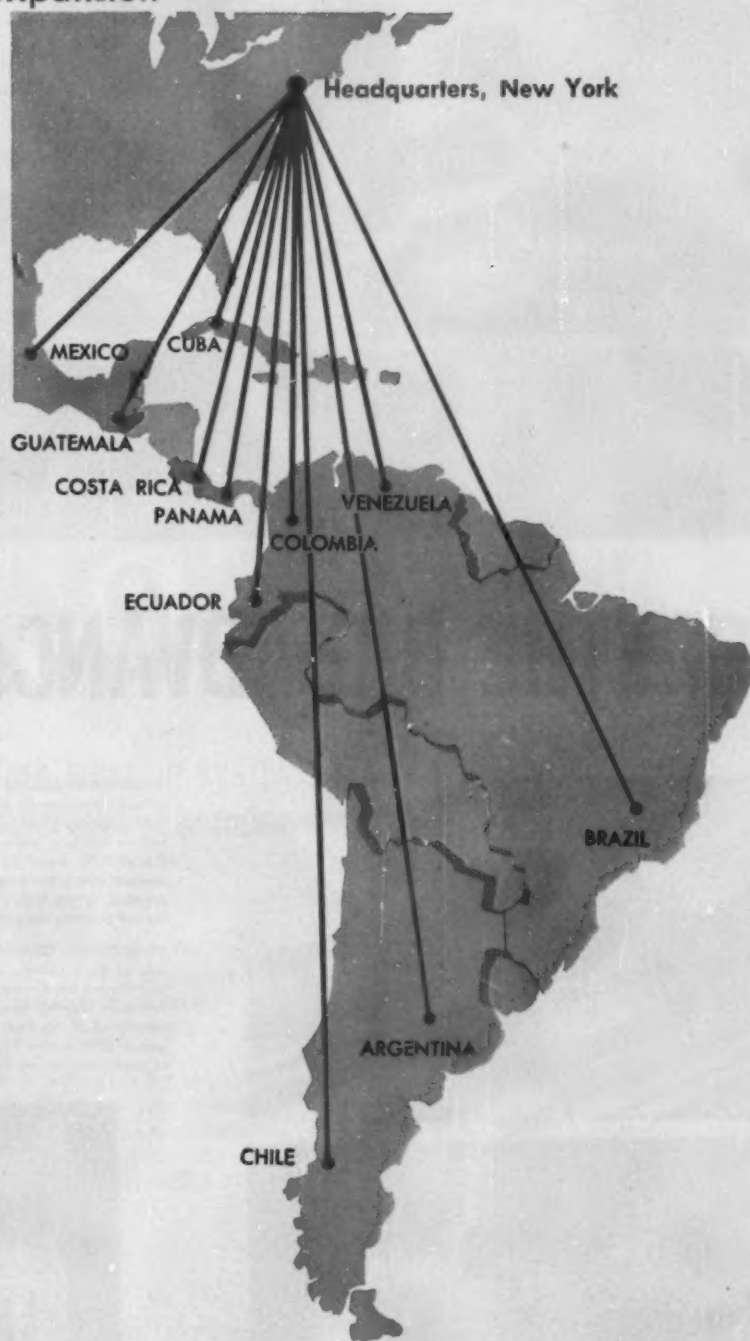 Headquarters, New York
MEXICO
CUBA
GUATEMALA
COSTA RICA
PANAMA
VENEZUELA
COLOMBIA
ECUADOR
BRAZIL
ARGENTINA
CHILE